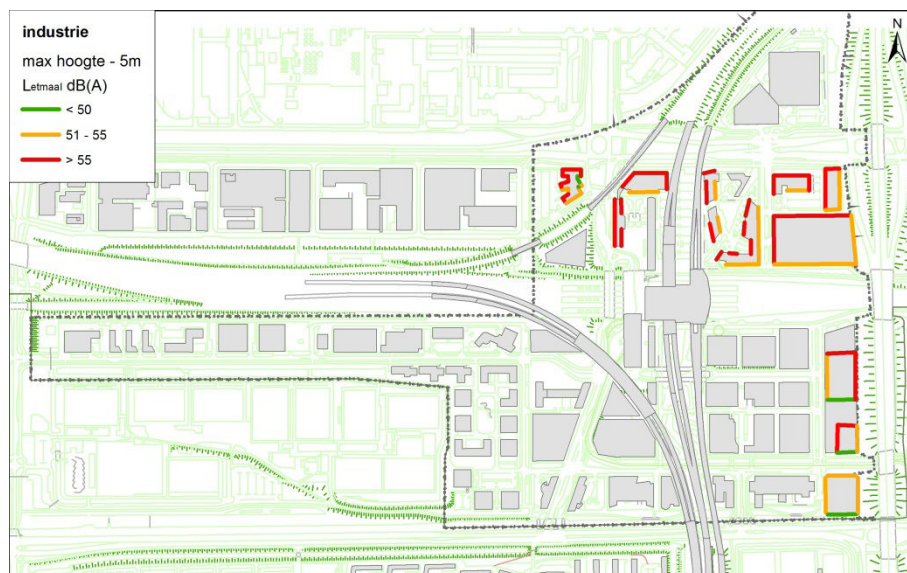 industrie
max hoogte - 5m
Letmaal dB(A)
< 50
51 - 55
> 55
N